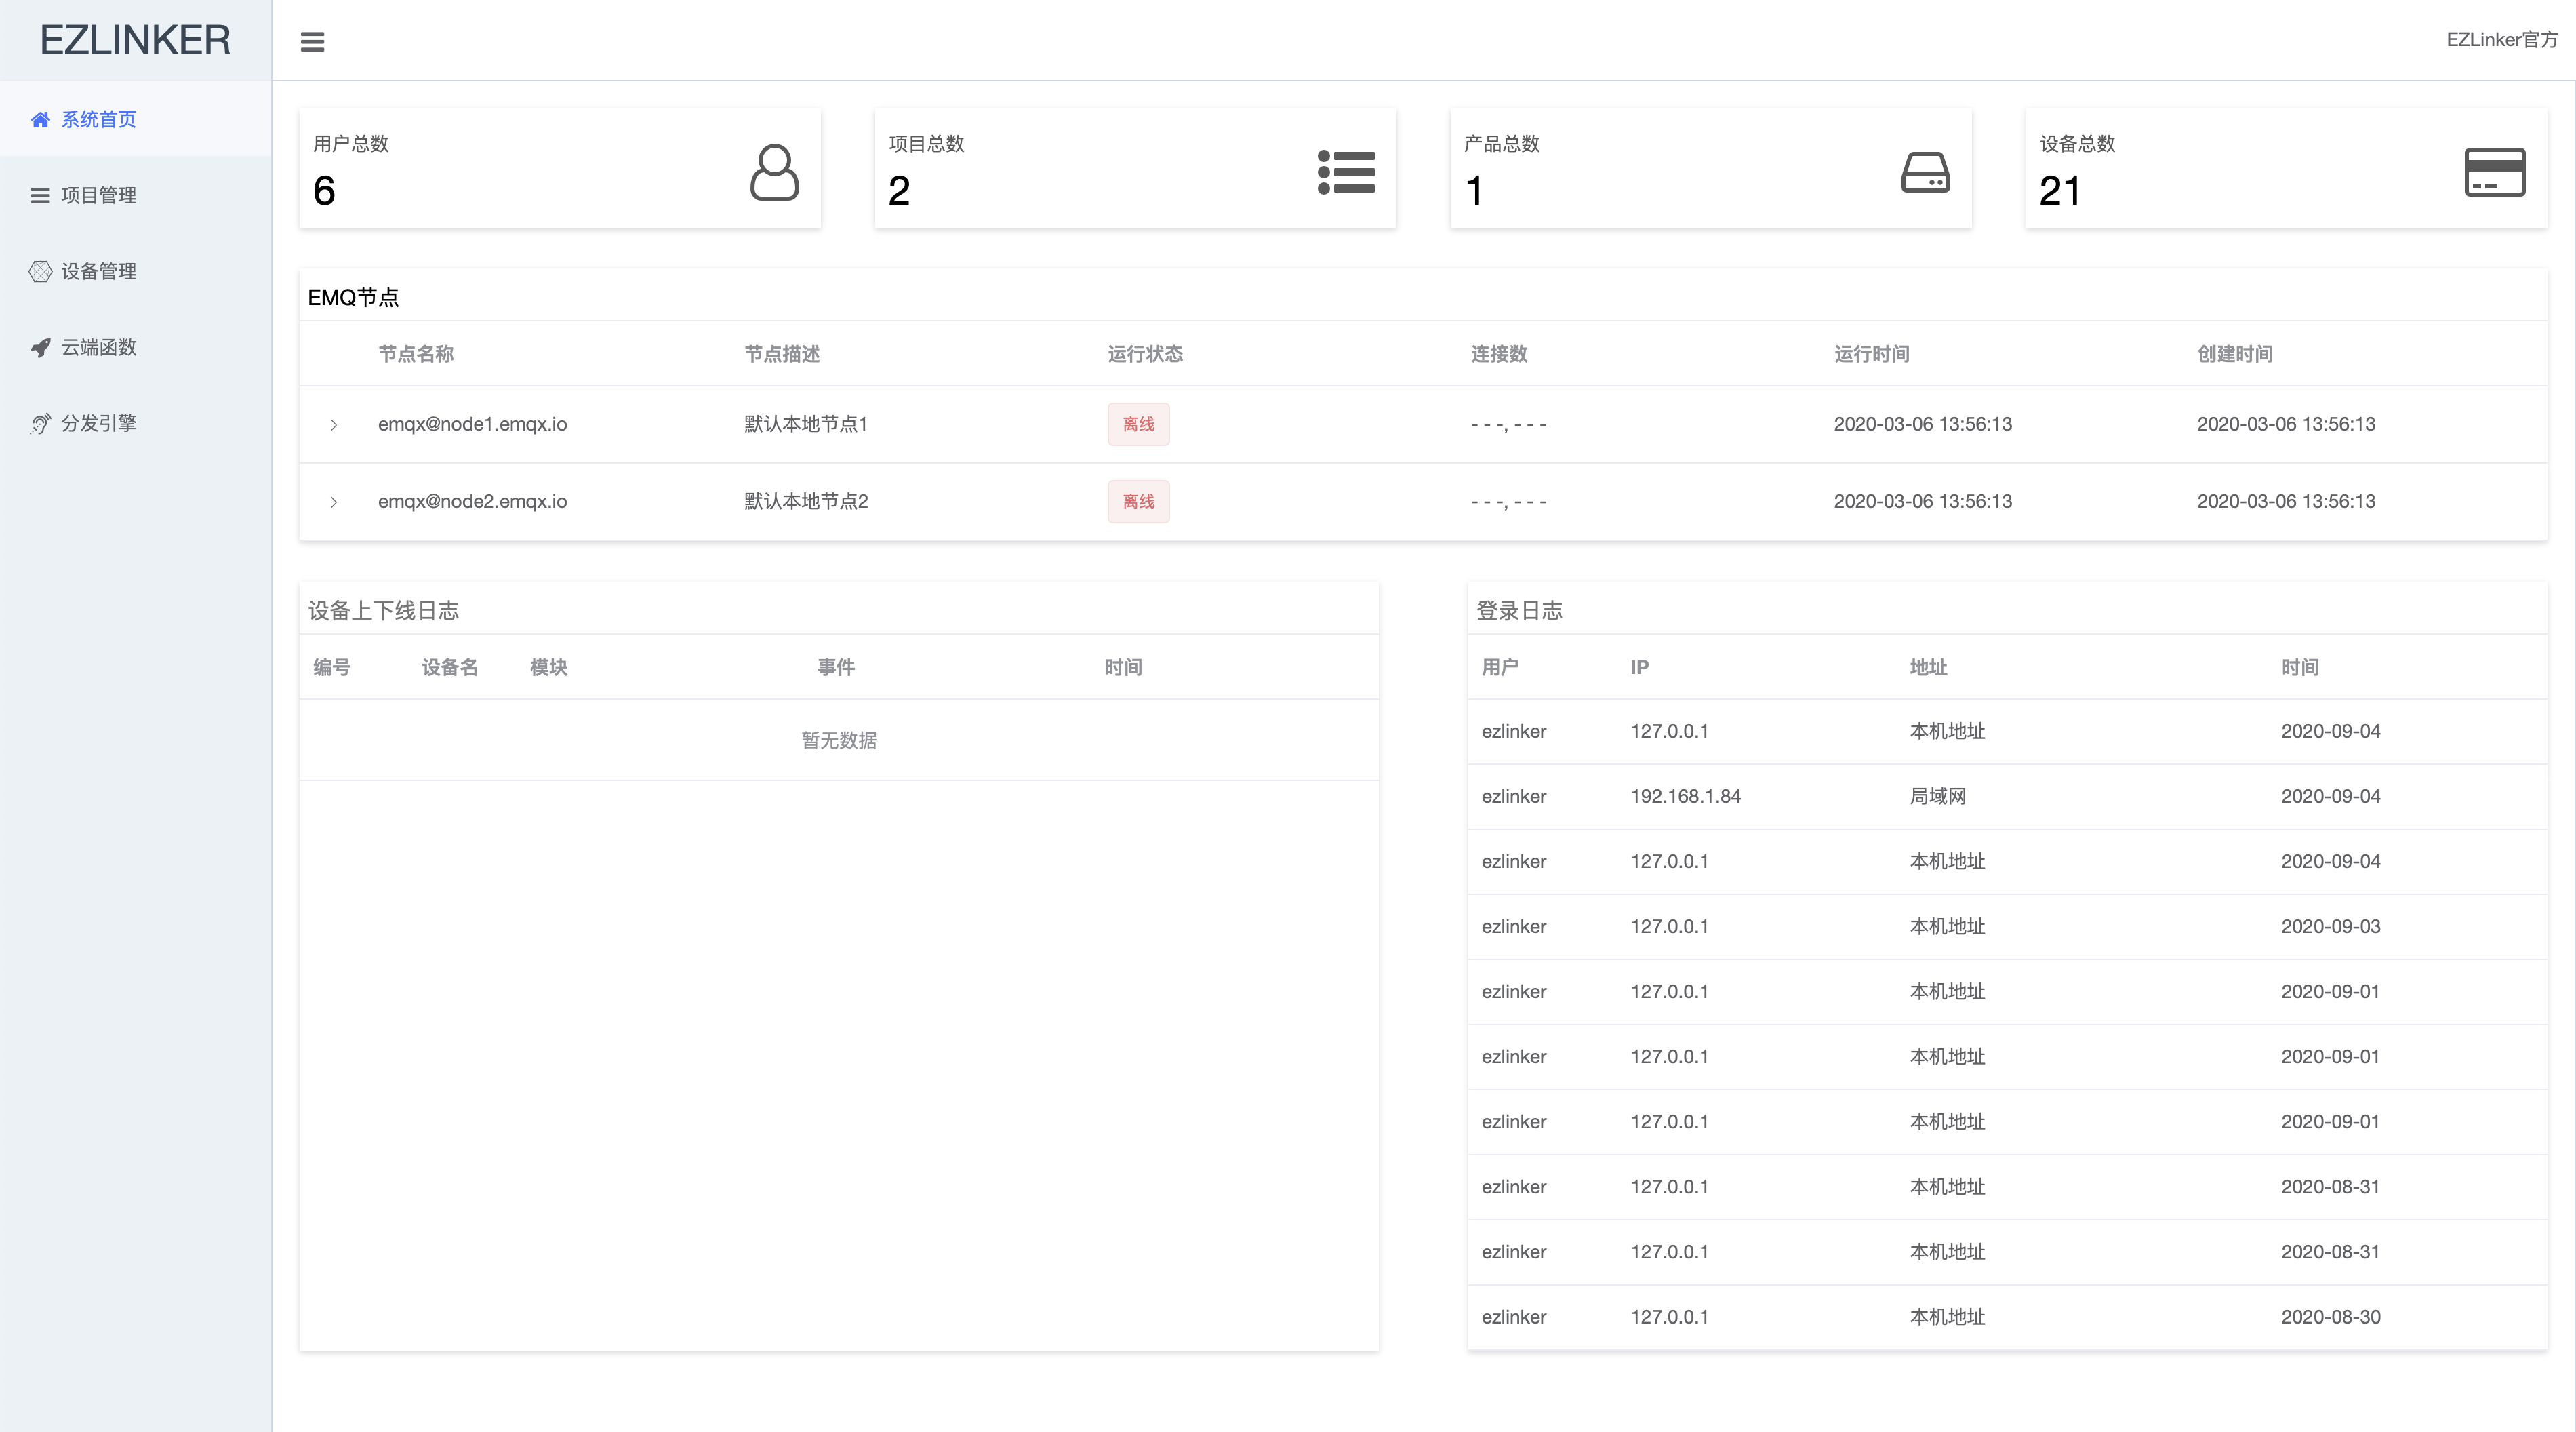 EZLINKER
EZLinker官方
系统首页
项目管理
设备管理
云端函数
分发引擎
用户总数
6
项目总数
2
产品总数
1
设备总数
21
EMQ节点
节点名称 节点描述 运行状态 连接数 运行时间 创建时间
emqx@node1.emqx.io 默认本地节点1 离线 - - -, - - - 2020-03-06 13:56:13 2020-03-06 13:56:13
emqx@node2.emqx.io 默认本地节点2 离线 - - -, - - - 2020-03-06 13:56:13 2020-03-06 13:56:13
设备上下线日志
编号 设备名 模块 事件 时间
暂无数据
登录日志
用户 IP 地址 时间
ezlinker 127.0.0.1 本机地址 2020-09-04
ezlinker 192.168.1.84 局域网 2020-09-04
ezlinker 127.0.0.1 本机地址 2020-09-04
ezlinker 127.0.0.1 本机地址 2020-09-03
ezlinker 127.0.0.1 本机地址 2020-09-01
ezlinker 127.0.0.1 本机地址 2020-09-01
ezlinker 127.0.0.1 本机地址 2020-09-01
ezlinker 127.0.0.1 本机地址 2020-08-31
ezlinker 127.0.0.1 本机地址 2020-08-31
ezlinker 127.0.0.1 本机地址 2020-08-30